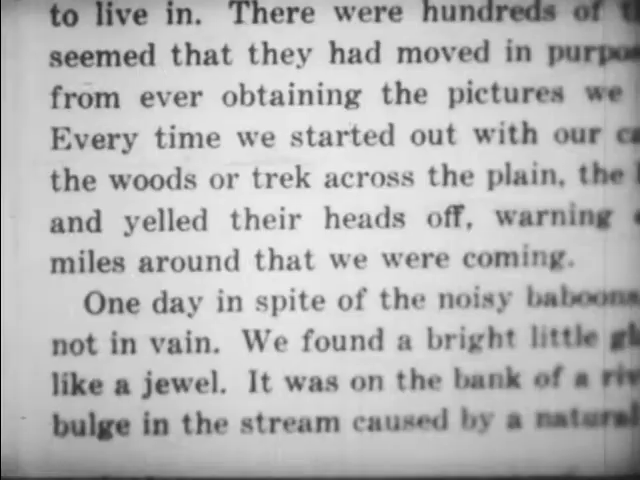 to live in. There were hundreds of
seemed that they had moved in
from ever obtaining the pictures we
Every time we started out with our
the woods or trek across the plain, the
and yelled their heads off, warning
miles around that we were coming.
One day in spite of the noisy baboons
not in vain. We found a bright little
like a jewel. It was on the bank of a
bulge in the stream caused by a natural